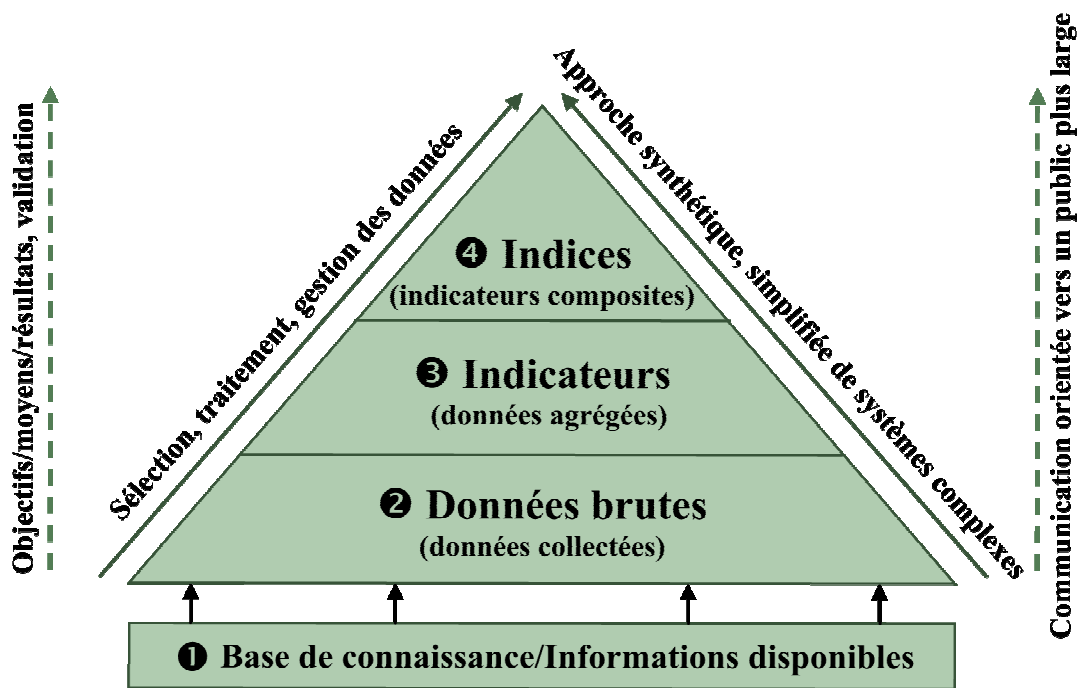 Objectifs/moyens/résultats, validation
Sélection, traitement, gestion des données
Approche synthétique, simplifiée de systèmes complexes
Communication orientée vers un public plus large
❹ Indices
(indicateurs composites)
❸ Indicateurs
(données agrégées)
❷ Données brutes
(données collectées)
❶ Base de connaissance/Informations disponibles